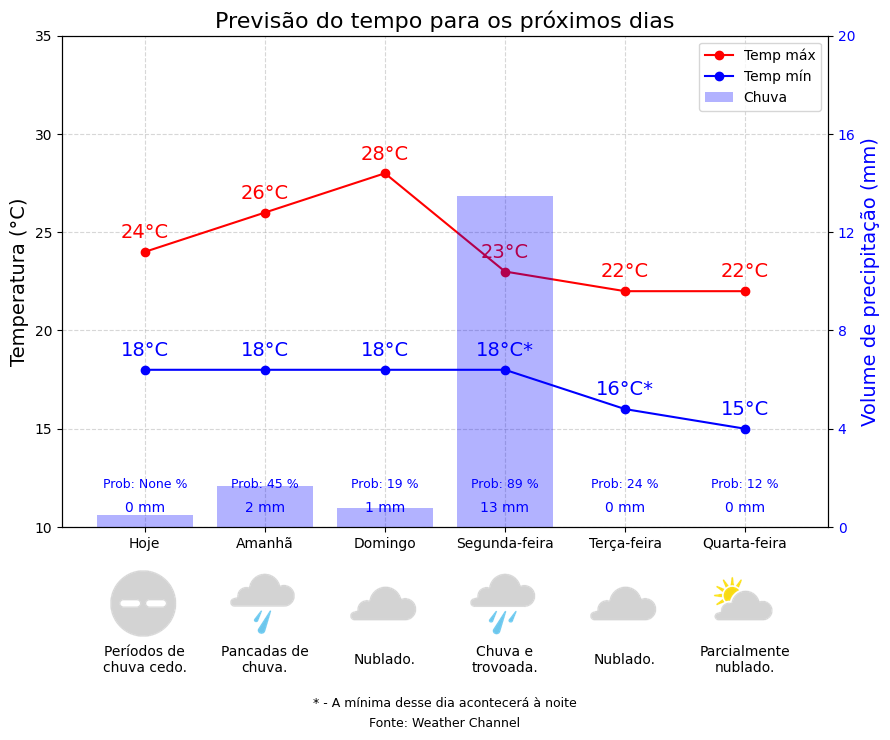 Previsão do tempo para os próximos dias
Temperatura (°C)
35
30
25
20
15
10
Volume de precipitação (mm)
20
16
12
8
4
0
Temp máx
Temp mín
Chuva
24°C
26°C
28°C
23°C
22°C
22°C
18°C
18°C
18°C
18°C*
16°C*
15°C
Prob: None %
Prob: 45 %
Prob: 19 %
Prob: 89 %
Prob: 24 %
Prob: 12 %
0 mm
2 mm
1 mm
13 mm
0 mm
0 mm
Hoje
Amanhã
Domingo
Segunda-feira
Terça-feira
Quarta-feira
Períodos de
chuva cedo.
Pancadas de
chuva.
Nublado.
Chuva e
trovoada.
Nublado.
Parcialmente
nublado.
* - A mínima desse dia acontecerá à noite
Fonte: Weather Channel